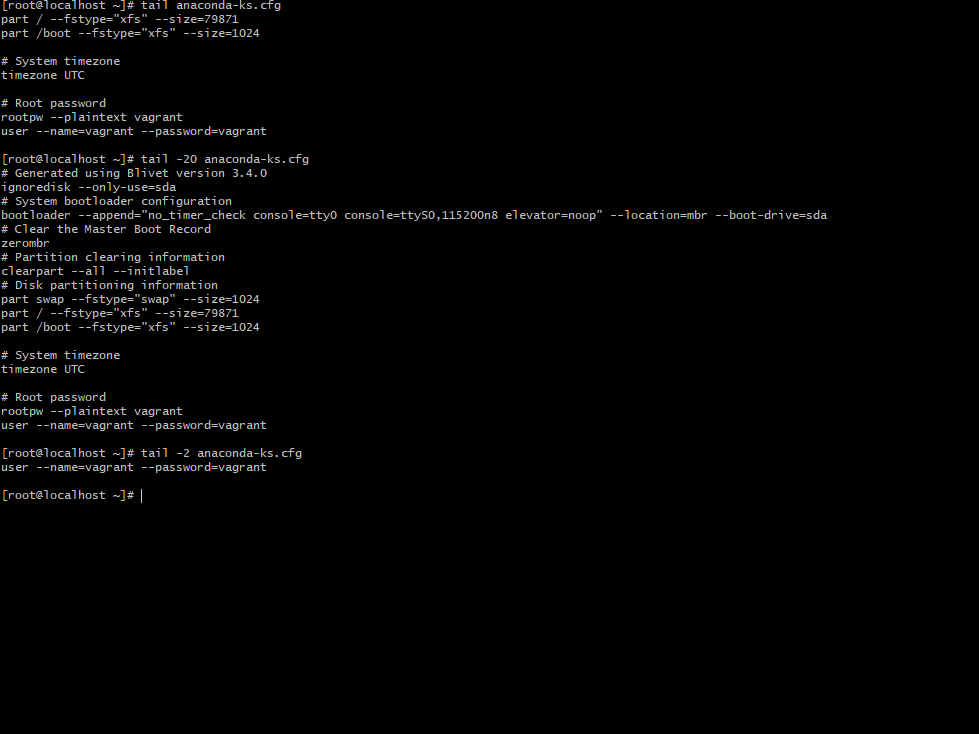 [root@localhost ~]# tail anaconda-ks.cfg
part / --fstype="xfs" --size=79871
part /boot --fstype="xfs" --size=1024

# System timezone
timezone UTC

# Root password
rootpw --plaintext vagrant
user --name=vagrant --password=vagrant

[root@localhost ~]# tail -20 anaconda-ks.cfg
# Generated using Blivet version 3.4.0
ignoredisk --only-use=sda
# System bootloader configuration
bootloader --append="no_timer_check console=tty0 console=ttyS0,115200n8 elevator=noop" --location=mbr --boot-drive=sda
# Clear the Master Boot Record
zerombr
# Partition clearing information
clearpart --all --initlabel
# Disk partitioning information
part swap --fstype="swap" --size=1024
part / --fstype="xfs" --size=79871
part /boot --fstype="xfs" --size=1024

# System timezone
timezone UTC

# Root password
rootpw --plaintext vagrant
user --name=vagrant --password=vagrant

[root@localhost ~]# tail -2 anaconda-ks.cfg
user --name=vagrant --password=vagrant

[root@localhost ~]#